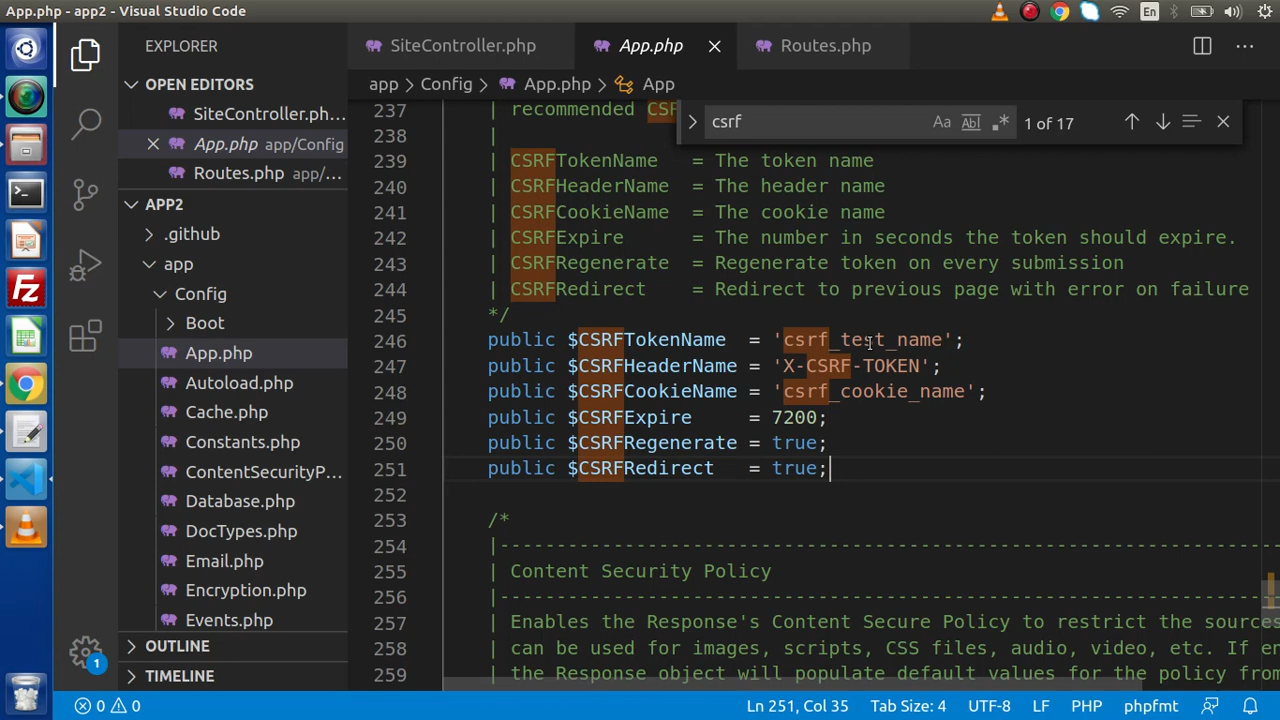 App.php - app2 - Visual Studio Code
En
EXPLORER
OPEN EDITORS
SiteController.ph...
App.php app/Config
Routes.php app/...
APP2
.github
app
Config
Boot
App.php
Autoload.php
Cache.php
Constants.php
ContentSecurityP...
Database.php
DocTypes.php
Email.php
Encryption.php
Events.php
OUTLINE
TIMELINE
1
SiteController.php
App.php
Routes.php
app > Config > App.php > App
csrf
Aa
Abl
.*
1 of 17
237 | recommended CSRF
238 |
239 | CSRFTokenName = The token name
240 | CSRFHeaderName = The header name
241 | CSRFCookieName = The cookie name
242 | CSRFExpire = The number in seconds the token should expire.
243 | CSRFRegenerate = Regenerate token on every submission
244 | CSRFRedirect = Redirect to previous page with error on failure
245 */
246 public $CSRFTokenName = 'csrf_test_name';
247 public $CSRFHeaderName = 'X-CSRF-TOKEN';
248 public $CSRFCookieName = 'csrf_cookie_name';
249 public $CSRFExpire = 7200;
250 public $CSRFRegenerate = true;
251 public $CSRFRedirect = true;
252
253 /*
254 |---------------------------------------------------------------------
255 | Content Security Policy
256 |---------------------------------------------------------------------
257 | Enables the Response's Content Secure Policy to restrict the sources
258 | can be used for images, scripts, CSS files, audio, video, etc. If en
259 | the Response object will populate default values for the policy from
0 0
Ln 251, Col 35
Tab Size: 4
UTF-8
LF
PHP
phpfmt